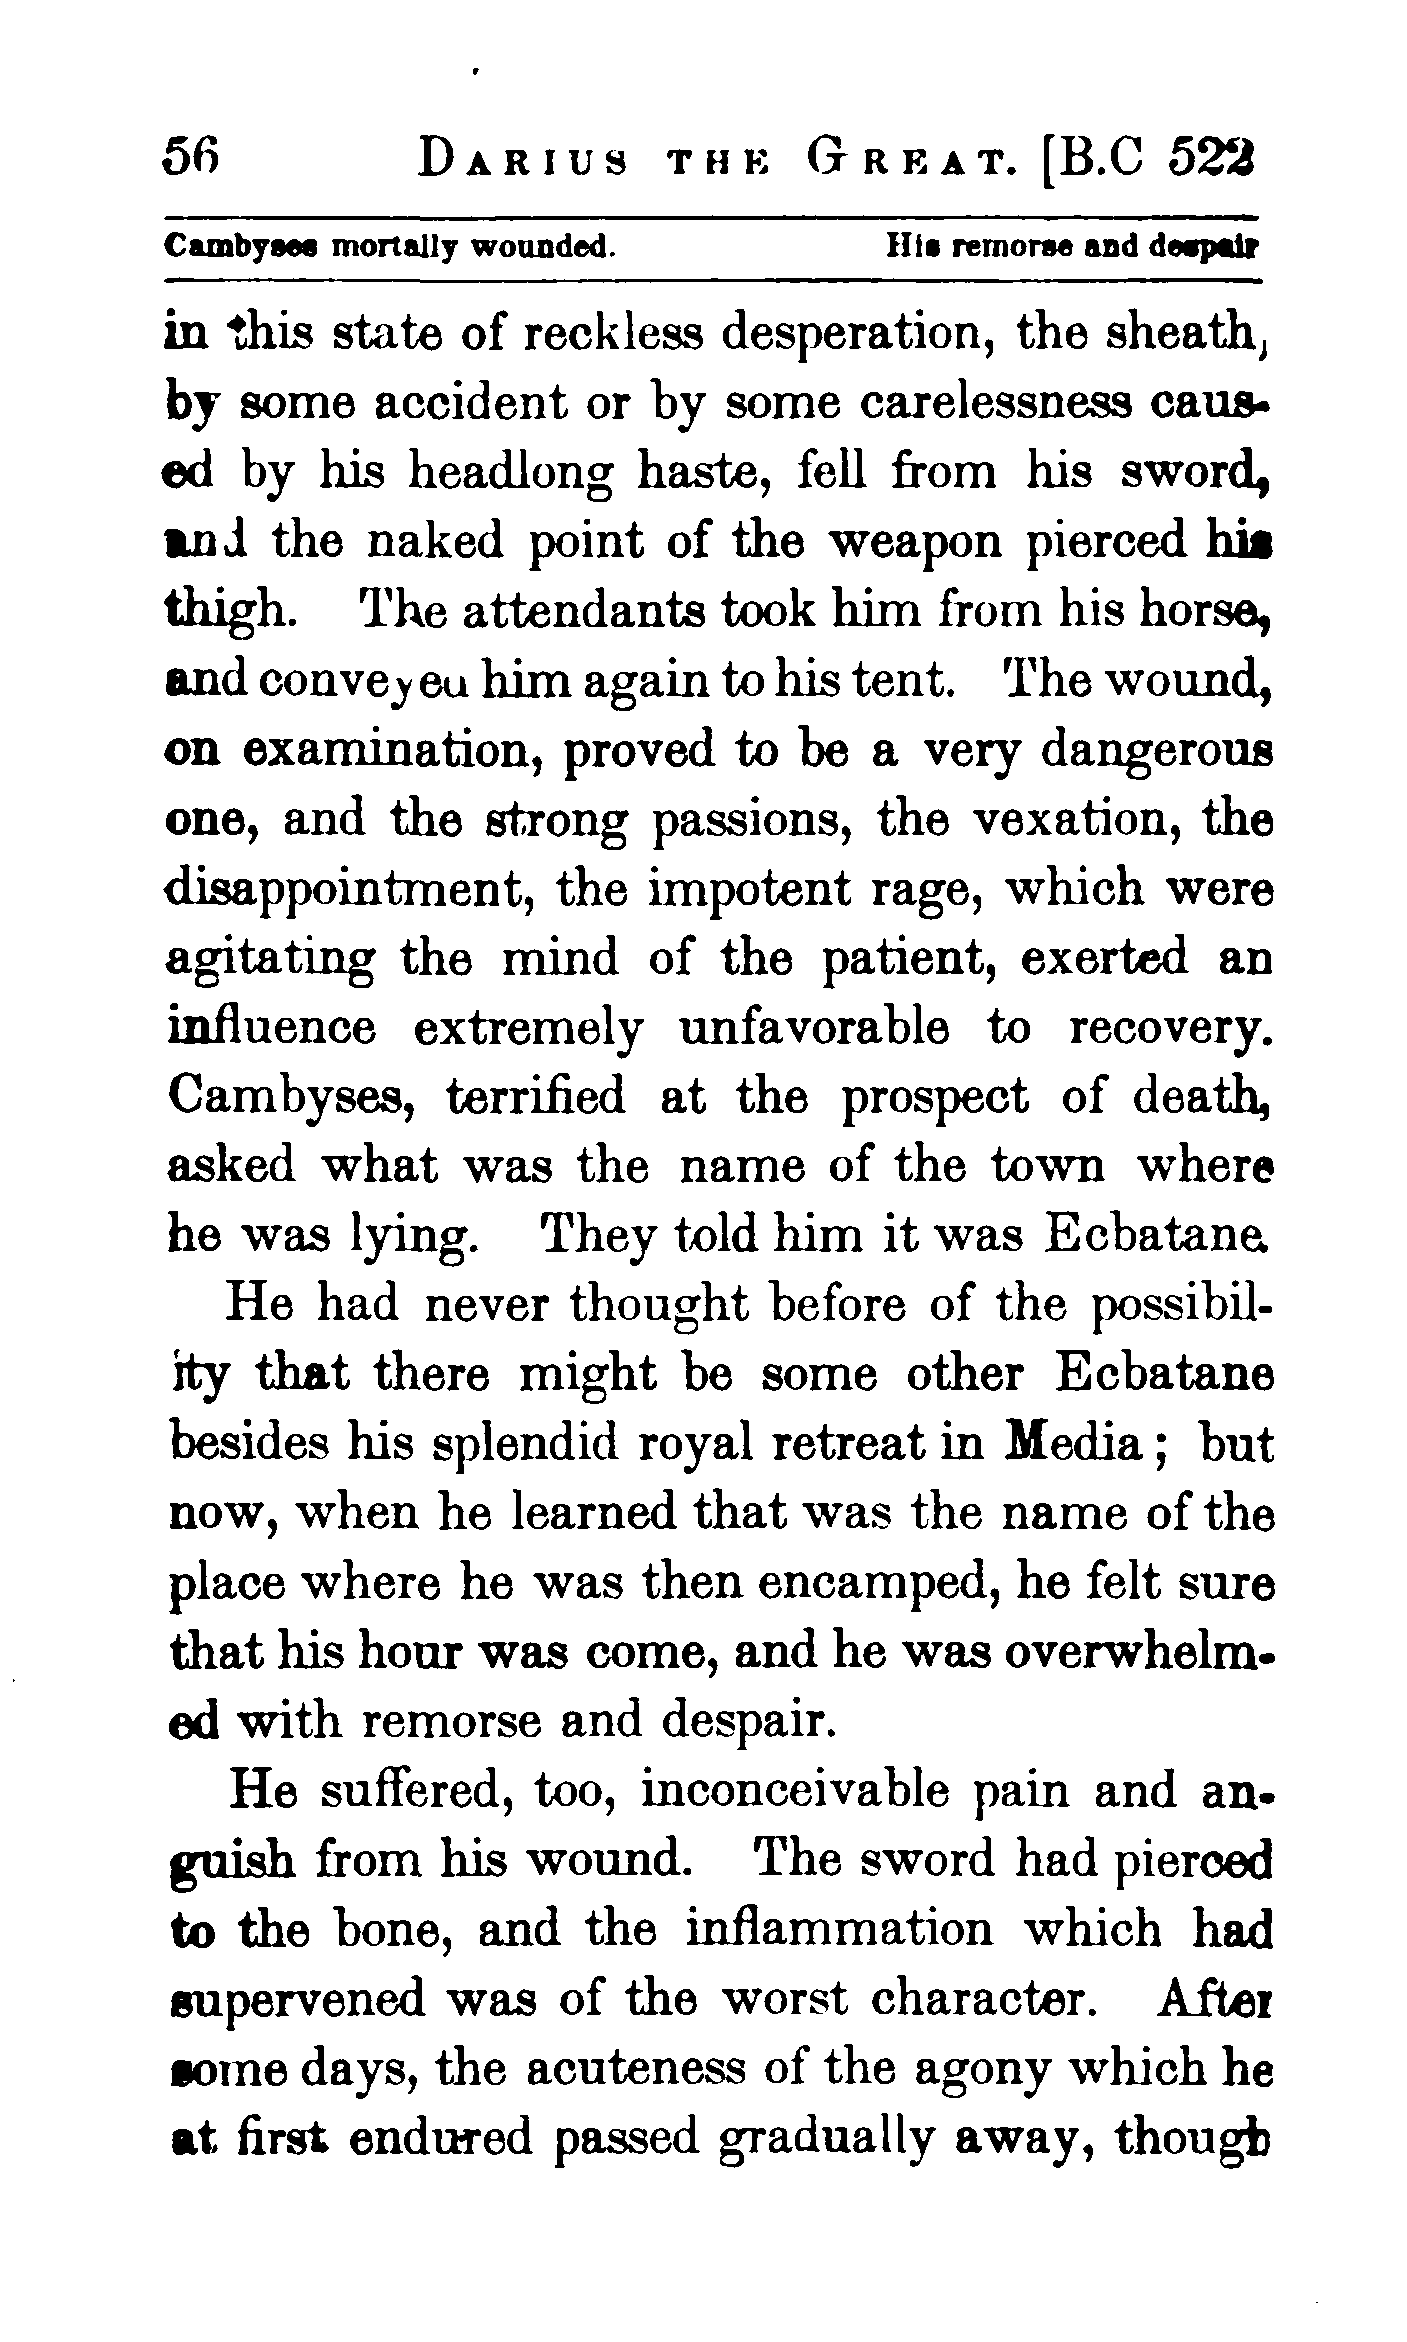 56 DARIUS THE GREAT. [B.C 522
Cambyses mortally wounded. His remorse and despair
in this state of reckless desperation, the sheath,
by some accident or by some carelessness caus-
ed by his headlong haste, fell from his sword,
and the naked point of the weapon pierced his
thigh. The attendants took him from his horse,
and conveyed him again to his tent. The wound,
on examination, proved to be a very dangerous
one, and the strong passions, the vexation, the
disappointment, the impotent rage, which were
agitating the mind of the patient, exerted an
influence extremely unfavorable to recovery.
Cambyses, terrified at the prospect of death,
asked what was the name of the town where
he was lying. They told him it was Ecbatane.
He had never thought before of the possibil-
ity that there might be some other Ecbatane
besides his splendid royal retreat in Media; but
now, when he learned that was the name of the
place where he was then encamped, he felt sure
that his hour was come, and he was overwhelm-
ed with remorse and despair.
He suffered, too, inconceivable pain and an-
guish from his wound. The sword had pierced
to the bone, and the inflammation which had
supervened was of the worst character. After
some days, the acuteness of the agony which he
at first endured passed gradually away, though